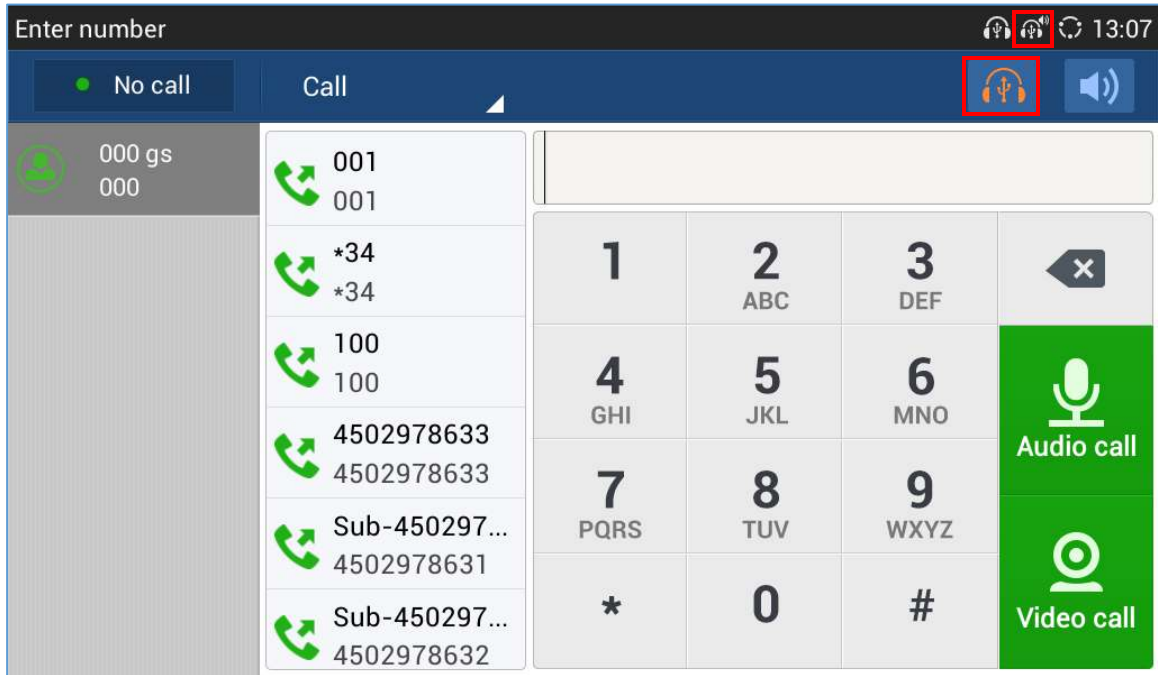 Enter number
13:07
No call
Call
000 gs
000
001
001
*34
*34
100
100
4502978633
4502978633
Sub-450297...
4502978631
Sub-450297...
4502978632
1
2
ABC
3
DEF
4
GHI
5
JKL
6
MNO
7
PQRS
8
TUV
9
WXYZ
*
0
#
Audio call
Video call